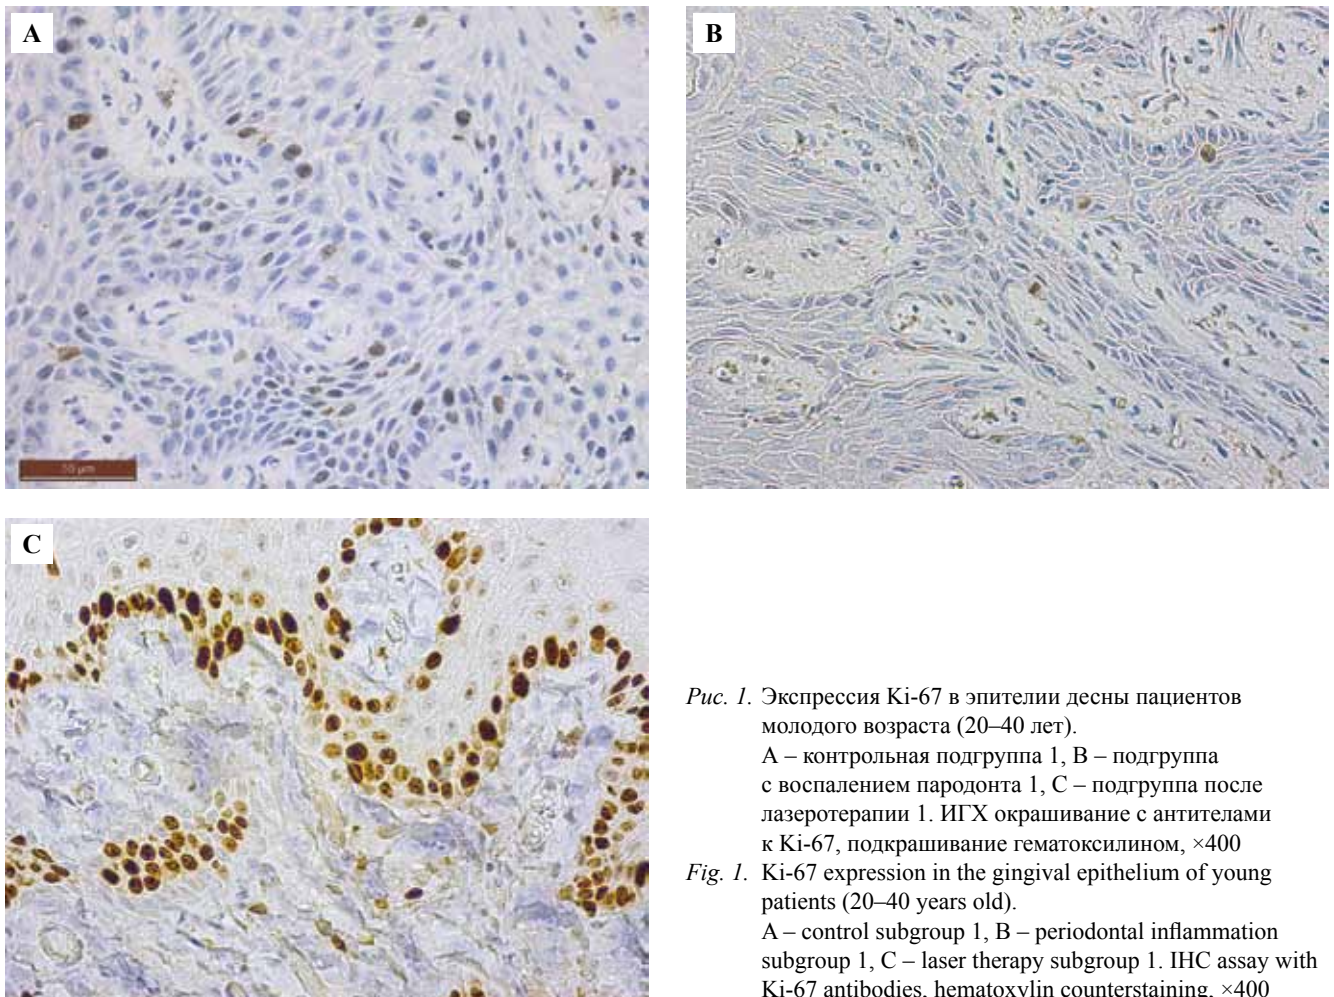 A
B
50 µm
C
Рис. 1. Экспрессия Ki-67 в эпителии десны пациентов
молодого возраста (20–40 лет).
А – контрольная подгруппа 1, В – подгруппа
с воспалением пародонта 1, С – подгруппа после
лазеротерапии 1. ИГХ окрашивание с антителами
к Ki-67, подкрашивание гематоксилином, ×400
Fig. 1. Ki-67 expression in the gingival epithelium of young
patients (20–40 years old).
A – control subgroup 1, B – periodontal inflammation
subgroup 1, C – laser therapy subgroup 1. IHC assay with
Ki-67 antibodies, hematoxylin counterstaining, ×400